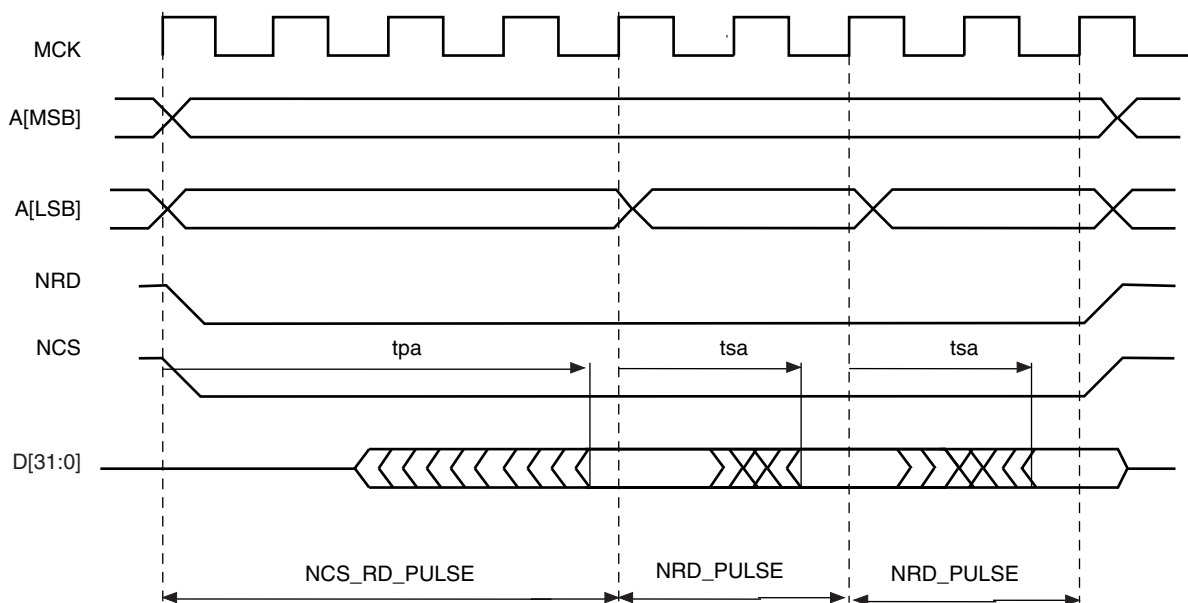 MCK
A[MSB]
A[LSB]
NRD
NCS
tpa tsa tsa
D[31:0]
NCS_RD_PULSE NRD_PULSE NRD_PULSE